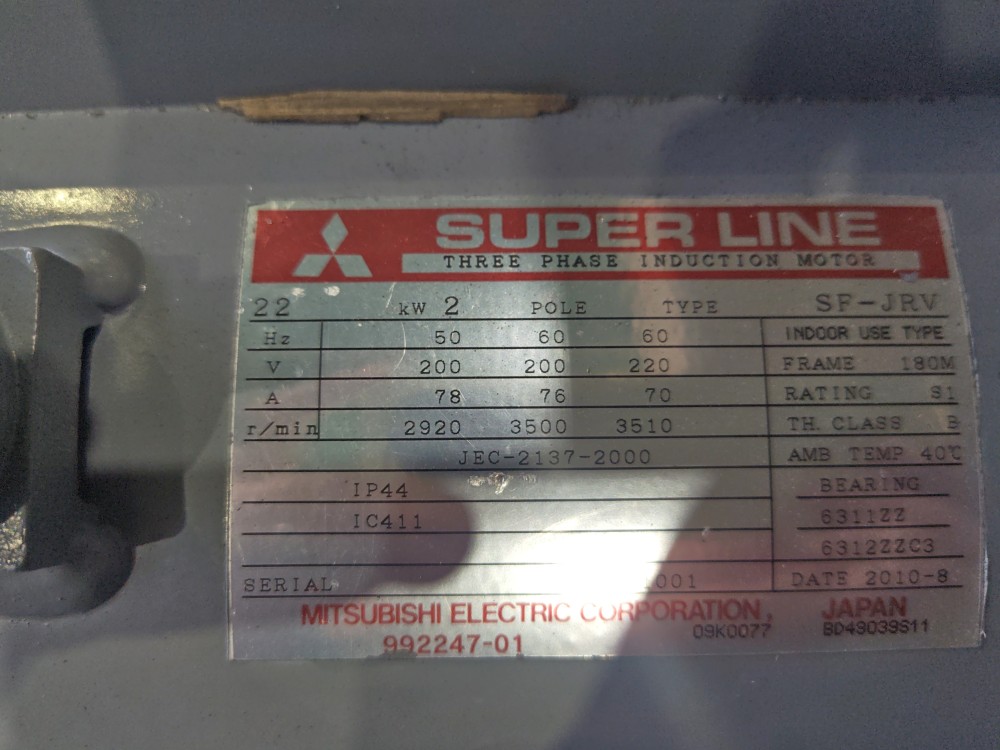 SUPER LINE
THREE PHASE INDUCTION MOTOR
22 kW 2 POLE TYPE SF-JRV
Hz 50 60 60 INDOOR USE TYPE
V 200 200 220 FRAME 180M
A 78 76 70 RATING S1
r/min 2920 3500 3510 TH. CLASS B
JEC-2137-2000 AMB TEMP 40℃
IP44 BEARING
IC411 6311ZZ
6312ZZC3
SERIAL 001 DATE 2010-8
MITSUBISHI ELECTRIC CORPORATION, JAPAN
992247-01 09K0077 BD49039S11